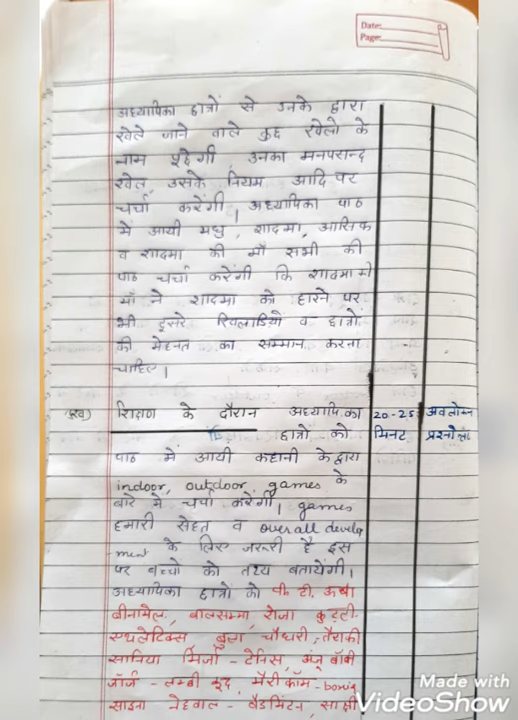 Date:
Page:
अध्यापिका छात्रों से उनके द्वारा
खेले जाने वाले कुछ खेलो के
नाम पूछेगी, उनका मनपसन्द
खेल, उसके नियम आदि पर
चर्चा करेंगी, अध्यापिका पाठ
मे आयी मधु, शादमा, आसिफ
व शादमा की माँ सभी की
पाठ चर्चा करेंगी कि शादमा की
माँ ने शादमा को हारने पर
भी दूसरे खिलाडियो व छात्रों
की मेहनत का सम्मान करना
चाहिए।
(ख) शिक्षण के दौरान अध्यापिका 20-25 अवलोकन
छात्रों को मिनट प्रश्नोत्तर
पाठ मे आयी कहानी के द्वारा
indoor, outdoor, games के
बारे मे चर्चा करेंगी, games
हमारी सेहत व overall develop
-ment के लिए जरूरी है इस
पर बच्चो को तथ्य बतायेंगी,
अध्यापिका छात्रों को पी. टी. ऊषा
बीनामोल, वालसम्मा, रोजा कुट्टी-
एथलेटिक्स बुला चौधरी, तैराकी
सानिया मिर्जा - टेनिस, अंजू बॉबी
जॉर्ज - लम्बी कूद, मैरी कॉम - boxing
साइना नेहवाल - बैडमिंटन, साक्षी
Made with
VideoShow